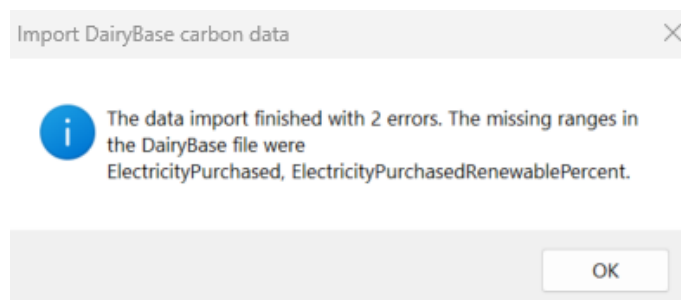 Import DairyBase carbon data
The data import finished with 2 errors. The missing ranges in
the DairyBase file were
ElectricityPurchased, ElectricityPurchasedRenewablePercent.
OK